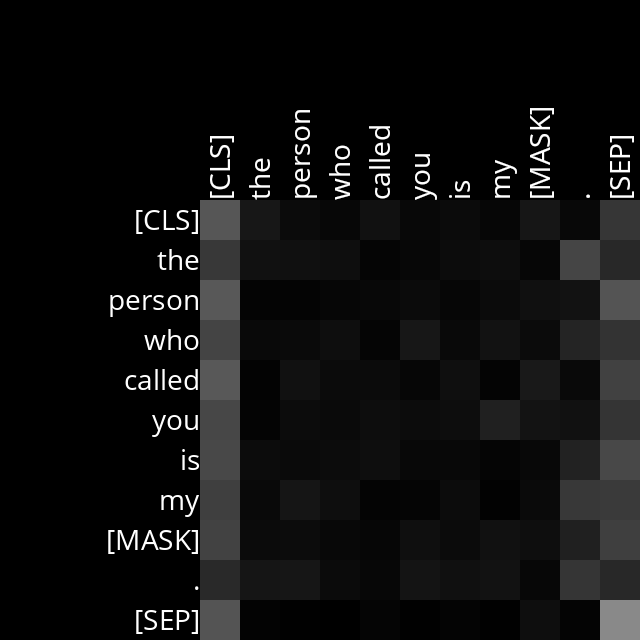 [CLS] the person who called you is my [MASK] . [SEP]
[CLS]
the
person
who
called
you
is
my
[MASK]
.
[SEP]